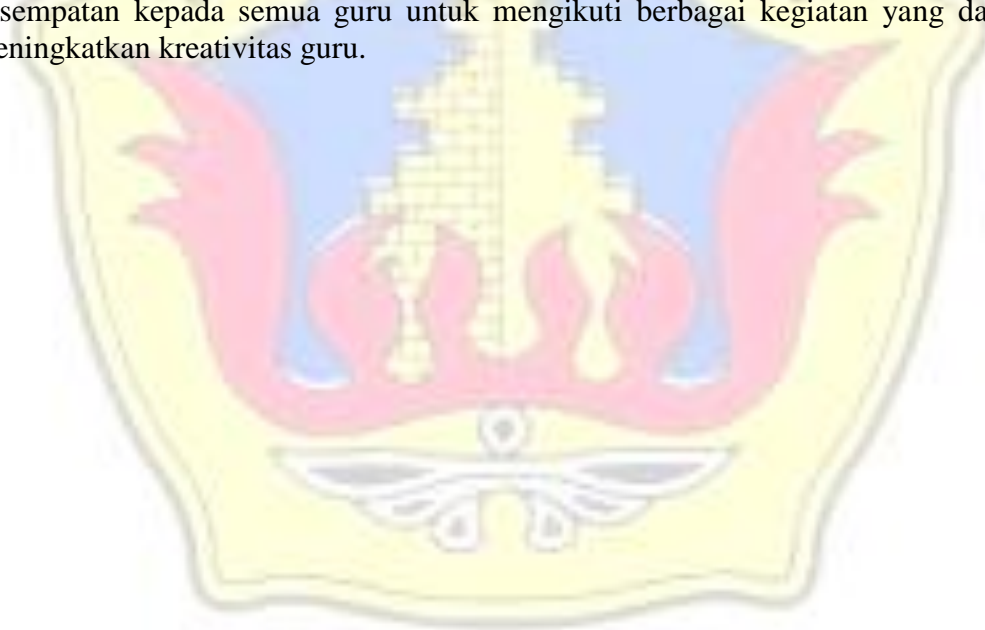 sempatan kepada semua guru untuk mengikuti berbagai kegiatan yang da
eningkatkan kreativitas guru.